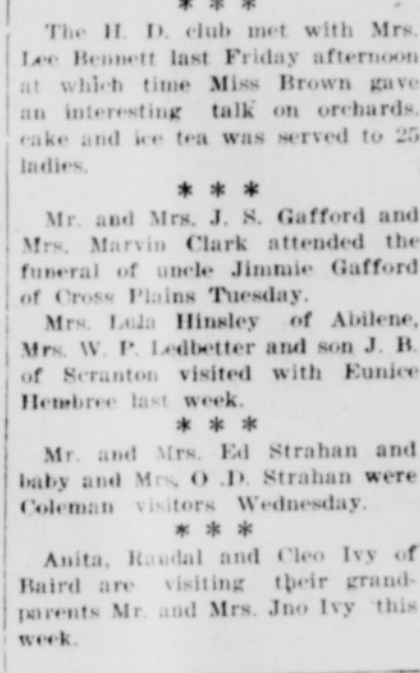 * * *
The H. D. club met with Mrs.
Lee Bennett last Friday afternoon
at which time Miss Brown gave
an interesting talk on orchards.
cake and ice tea was served to 25
ladies.
* * *
Mr. and Mrs. J. S. Gafford and
Mrs. Marvin Clark attended the
funeral of uncle Jimmie Gafford
of Cross Plains Tuesday.
Mrs. Lula Hinsley of Abilene,
Mrs. W. P. Ledbetter and son J. B.
of Scranton visited with Eunice
Hembree last week.
* * *
Mr. and Mrs. Ed Strahan and
baby and Mrs. O .D. Strahan were
Coleman visitors Wednesday.
* * *
Anita, Randal and Cleo Ivy of
Baird are visiting their grand-
parents Mr. and Mrs. Jno Ivy this
week.